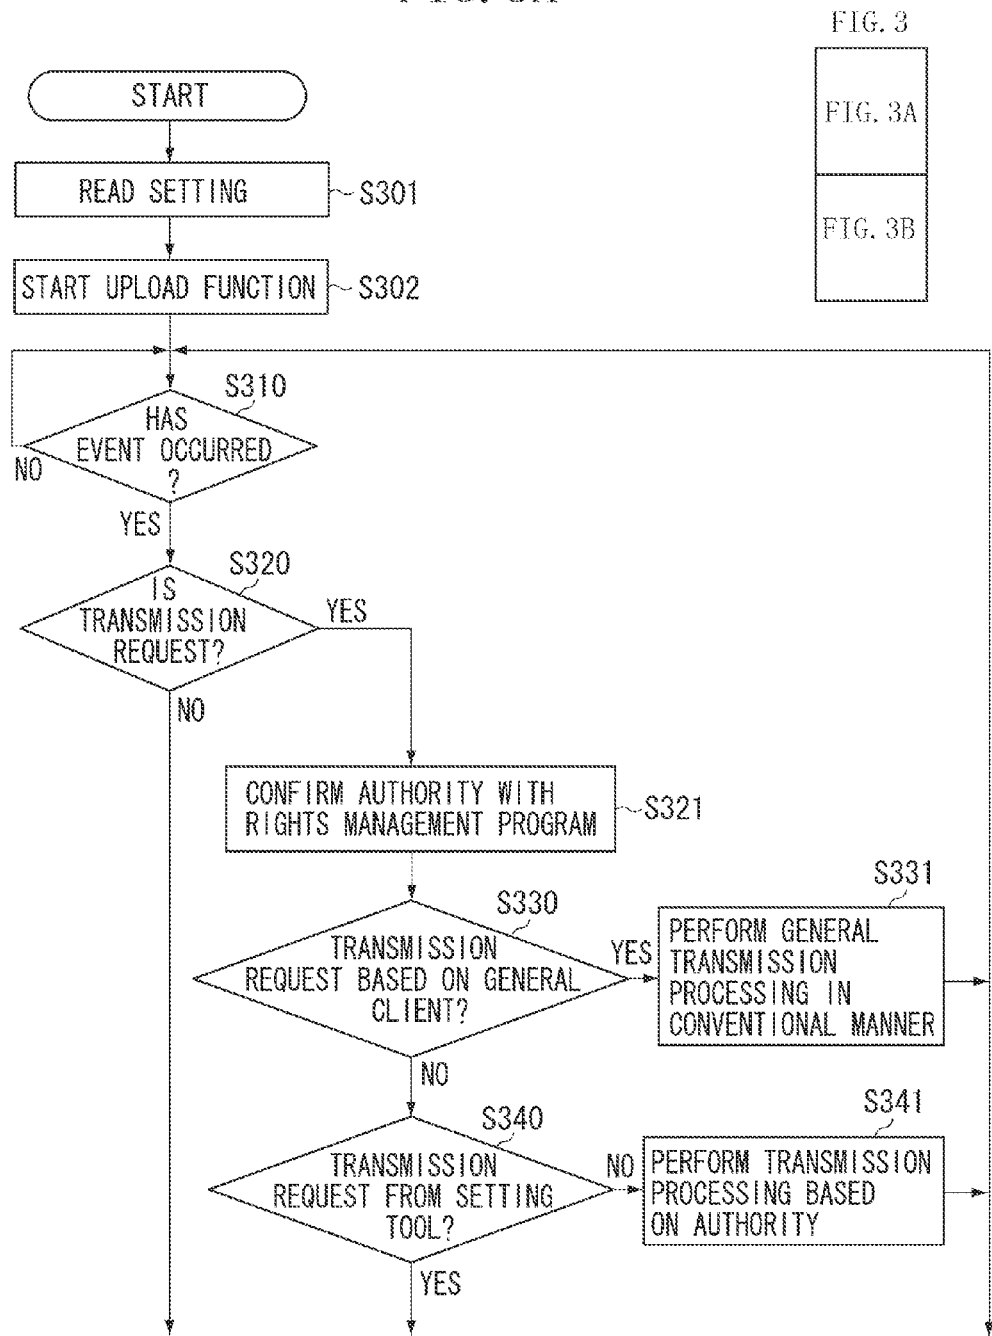 FIG. 3
FIG. 3A
FIG. 3B
START
READ SETTING
S301
START UPLOAD FUNCTION
S302
S310
HAS
EVENT OCCURRED
?
NO
YES
S320
IS
TRANSMISSION
REQUEST?
YES
NO
CONFIRM AUTHORITY WITH
RIGHTS MANAGEMENT PROGRAM
S321
S330
TRANSMISSION
REQUEST BASED ON GENERAL
CLIENT?
YES
NO
S331
PERFORM GENERAL
TRANSMISSION
PROCESSING IN
CONVENTIONAL MANNER
S340
TRANSMISSION
REQUEST FROM SETTING
TOOL?
NO
YES
S341
PERFORM TRANSMISSION
PROCESSING BASED
ON AUTHORITY